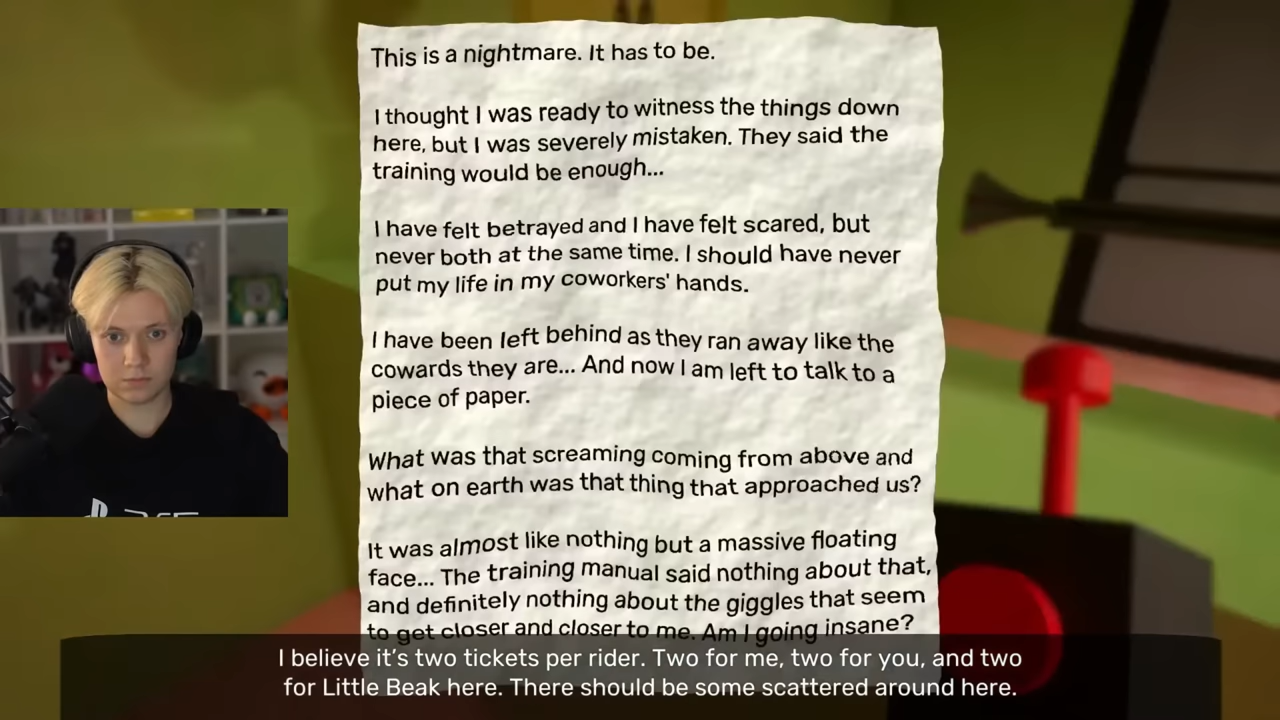 This is a nightmare. It has to be.
I thought I was ready to witness the things down
here, but I was severely mistaken. They said the
training would be enough...
I have felt betrayed and I have felt scared, but
never both at the same time. I should have never
put my life in my coworkers' hands.
I have been left behind as they ran away like the
cowards they are... And now I am left to talk to a
piece of paper.
What was that screaming coming from above and
what on earth was that thing that approached us?
It was almost like nothing but a massive floating
face... The training manual said nothing about that,
and definitely nothing about the giggles that seem
to get closer and closer to me. Am I going insane?
I believe it’s two tickets per rider. Two for me, two for you, and two
for Little Beak here. There should be some scattered around here.